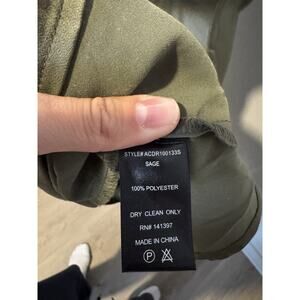 STYLE# ACDR100133S
SAGE
100% POLYESTER
DRY CLEAN ONLY
RN# 141397
MADE IN CHINA
P